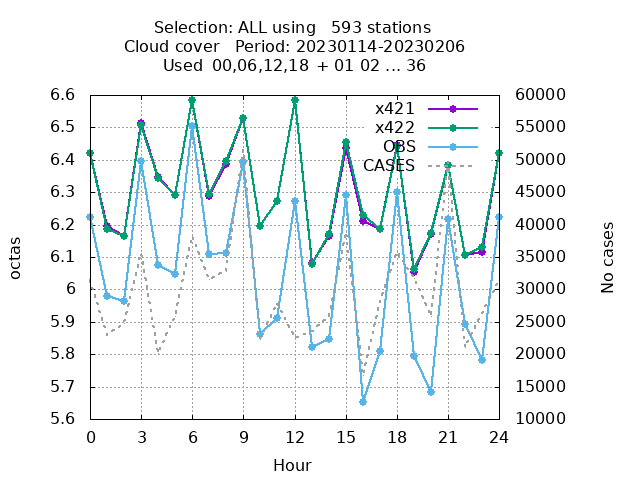 Selection: ALL using   593 stations
Cloud cover   Period: 20230114-20230206
Used  00,06,12,18  + 01 02 ... 36
x421
x422
OBS
CASES
6.6
6.5
6.4
6.3
6.2
6.1
6
5.9
5.8
5.7
5.6
60000
55000
50000
45000
40000
35000
30000
25000
20000
15000
10000
octas
No cases
0 3 6 9 12 15 18 21 24
Hour